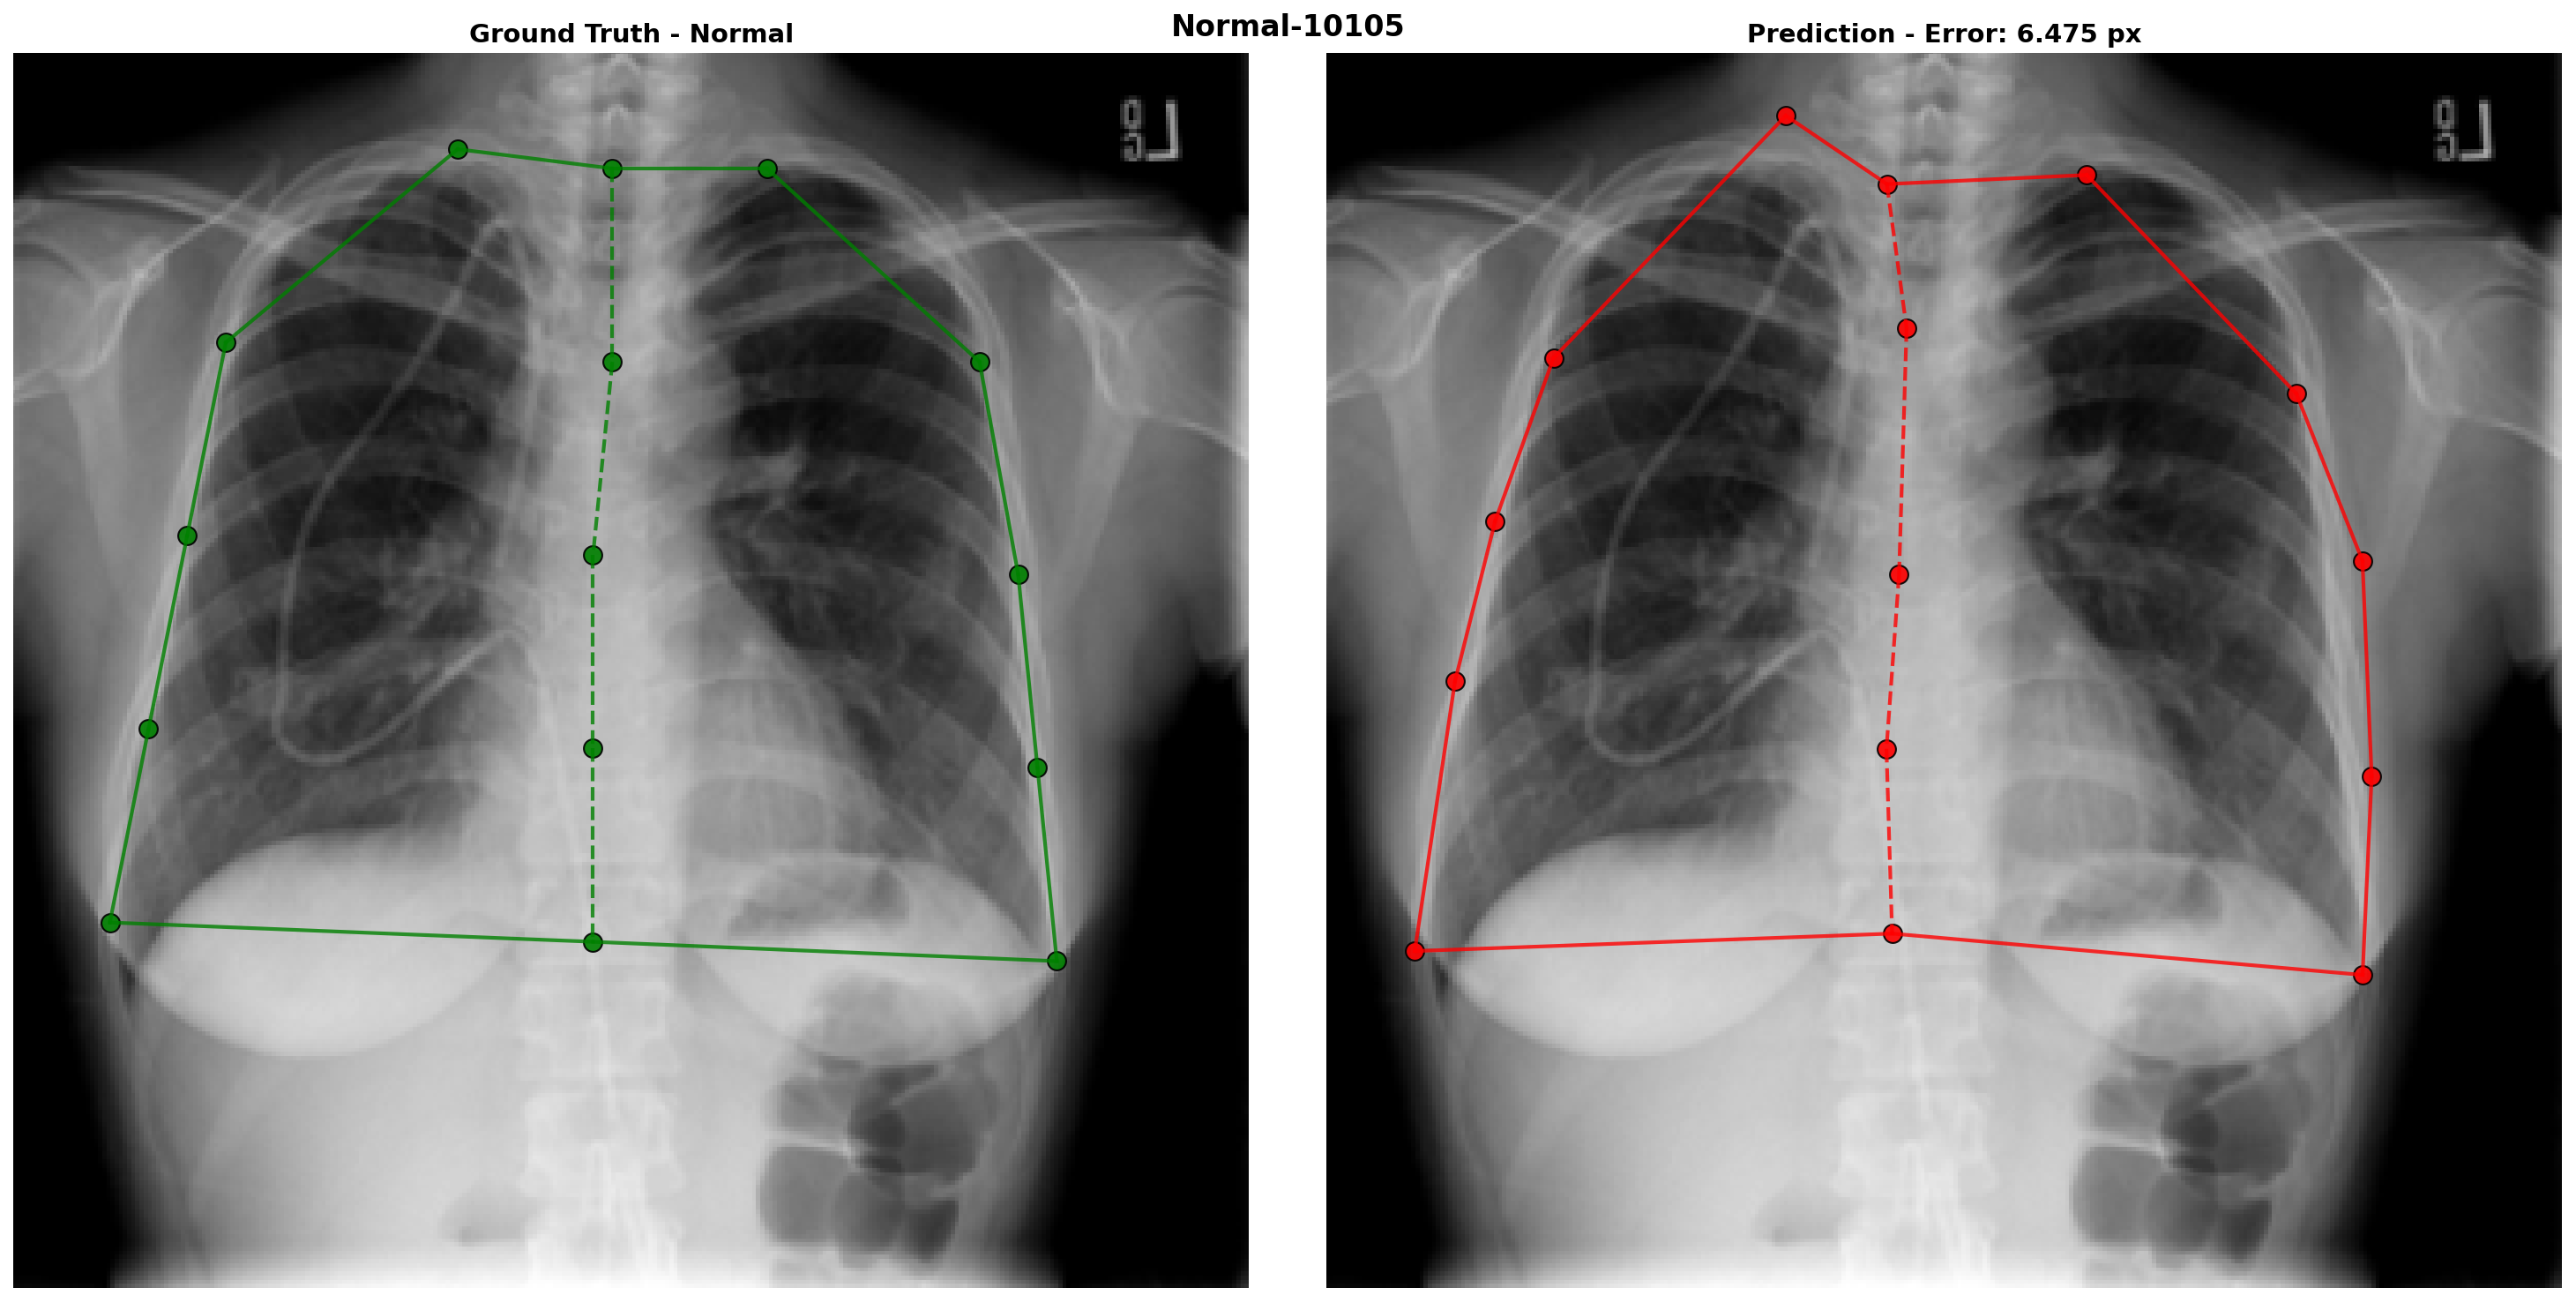 Normal-10105
Ground Truth - Normal
Prediction - Error: 6.475 px
L
L